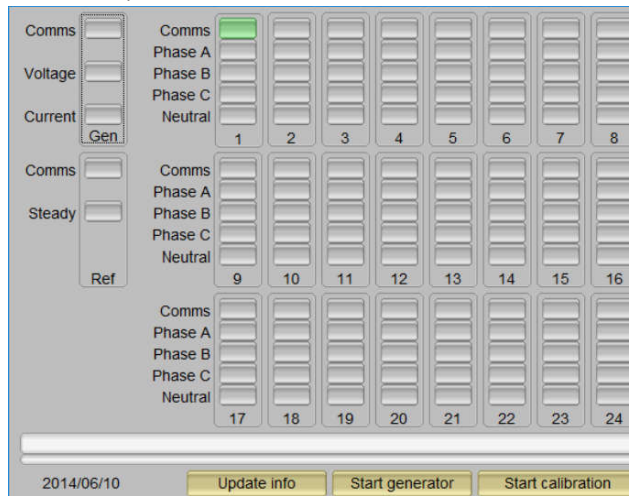 Comms Comms
Phase A
Voltage Phase B
Phase C
Current Neutral
Gen 1 2 3 4 5 6 7 8
Comms Comms
Phase A
Steady Phase B
Phase C
Neutral
Ref 9 10 11 12 13 14 15 16
Comms
Phase A
Phase B
Phase C
Neutral
17 18 19 20 21 22 23 24
2014/06/10 Update info Start generator Start calibration